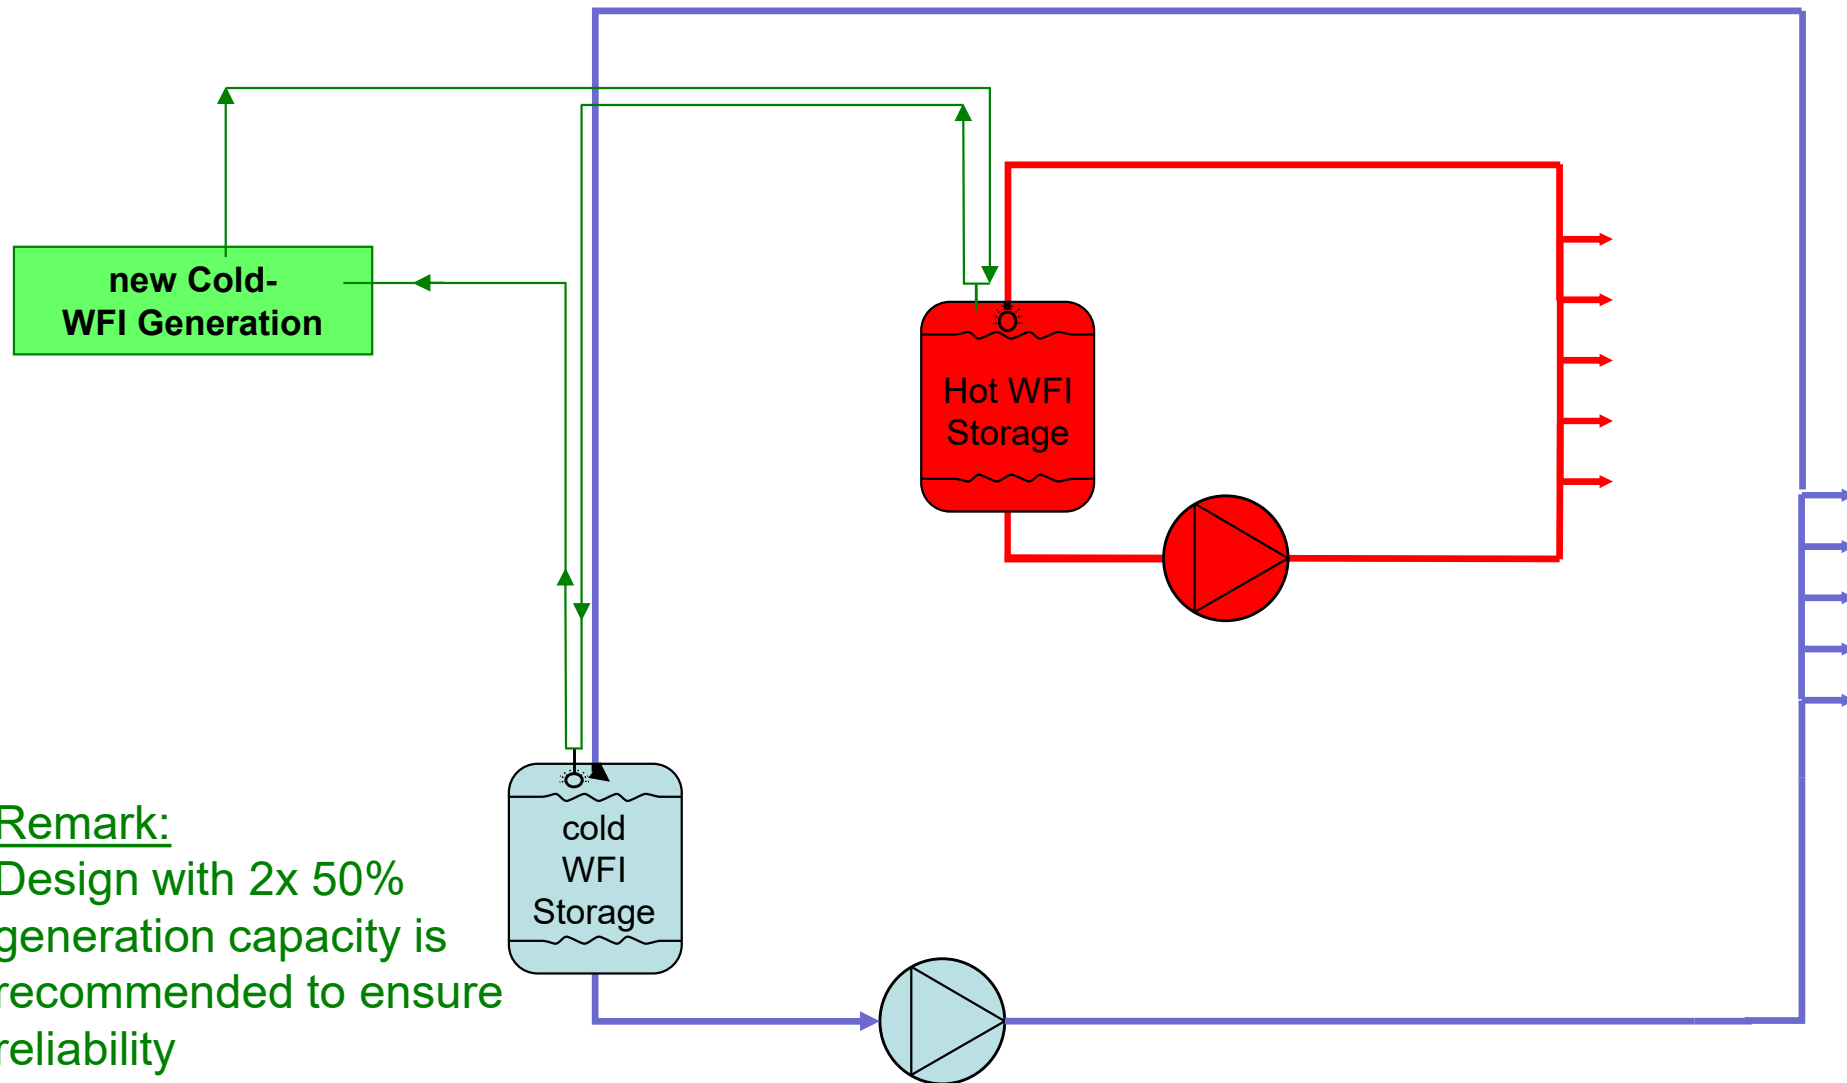 new Cold-
WFI Generation
Hot WFI
Storage
cold
WFI
Storage
Remark:
Design with 2x 50%
generation capacity is
recommended to ensure
reliability